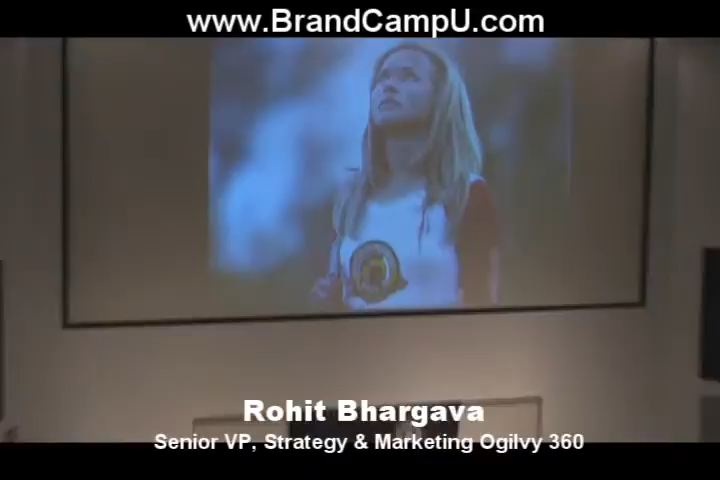 www.BrandCampU.com
Rohit Bhargava
Senior VP, Strategy & Marketing Ogilvy 360